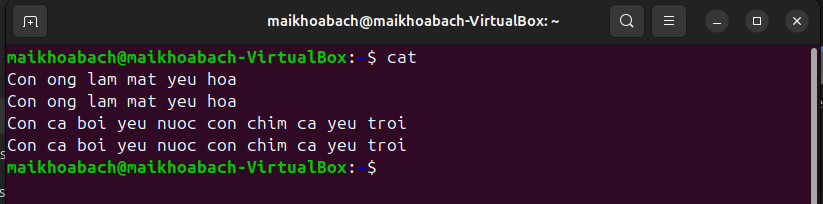 maikhoabach@maikhoabach-VirtualBox: ~
maikhoabach@maikhoabach-VirtualBox:~$ cat
Con ong lam mat yeu hoa
Con ong lam mat yeu hoa
Con ca boi yeu nuoc con chim ca yeu troi
Con ca boi yeu nuoc con chim ca yeu troi
maikhoabach@maikhoabach-VirtualBox:~$